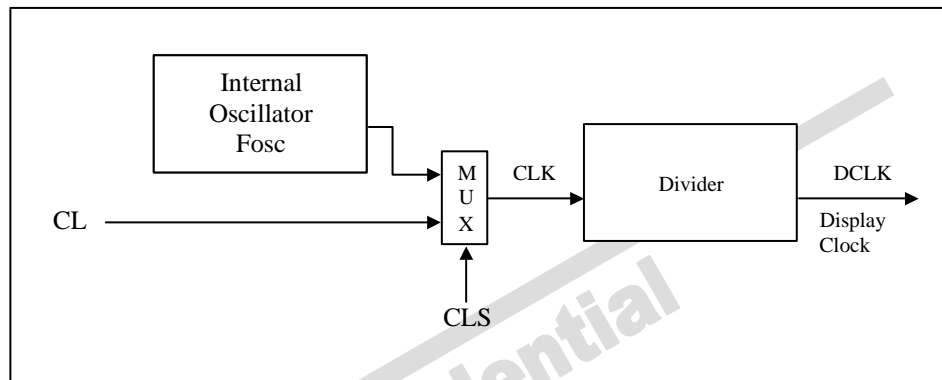 Internal
Oscillator
Fosc
M
U
X
CLK
Divider
DCLK
CL
Display
Clock
CLS